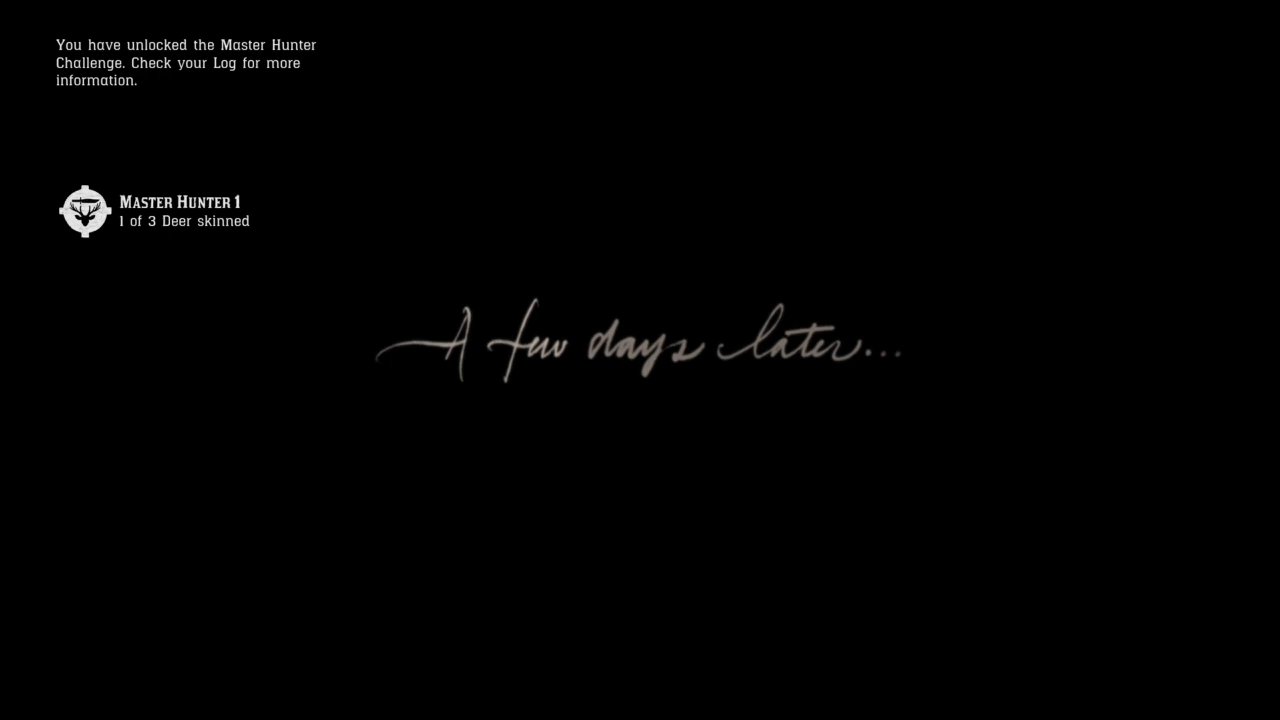 You have unlocked the Master Hunter
Challenge. Check your Log for more
information.
MASTER HUNTER 1
1 of 3 Deer skinned
A few days later...